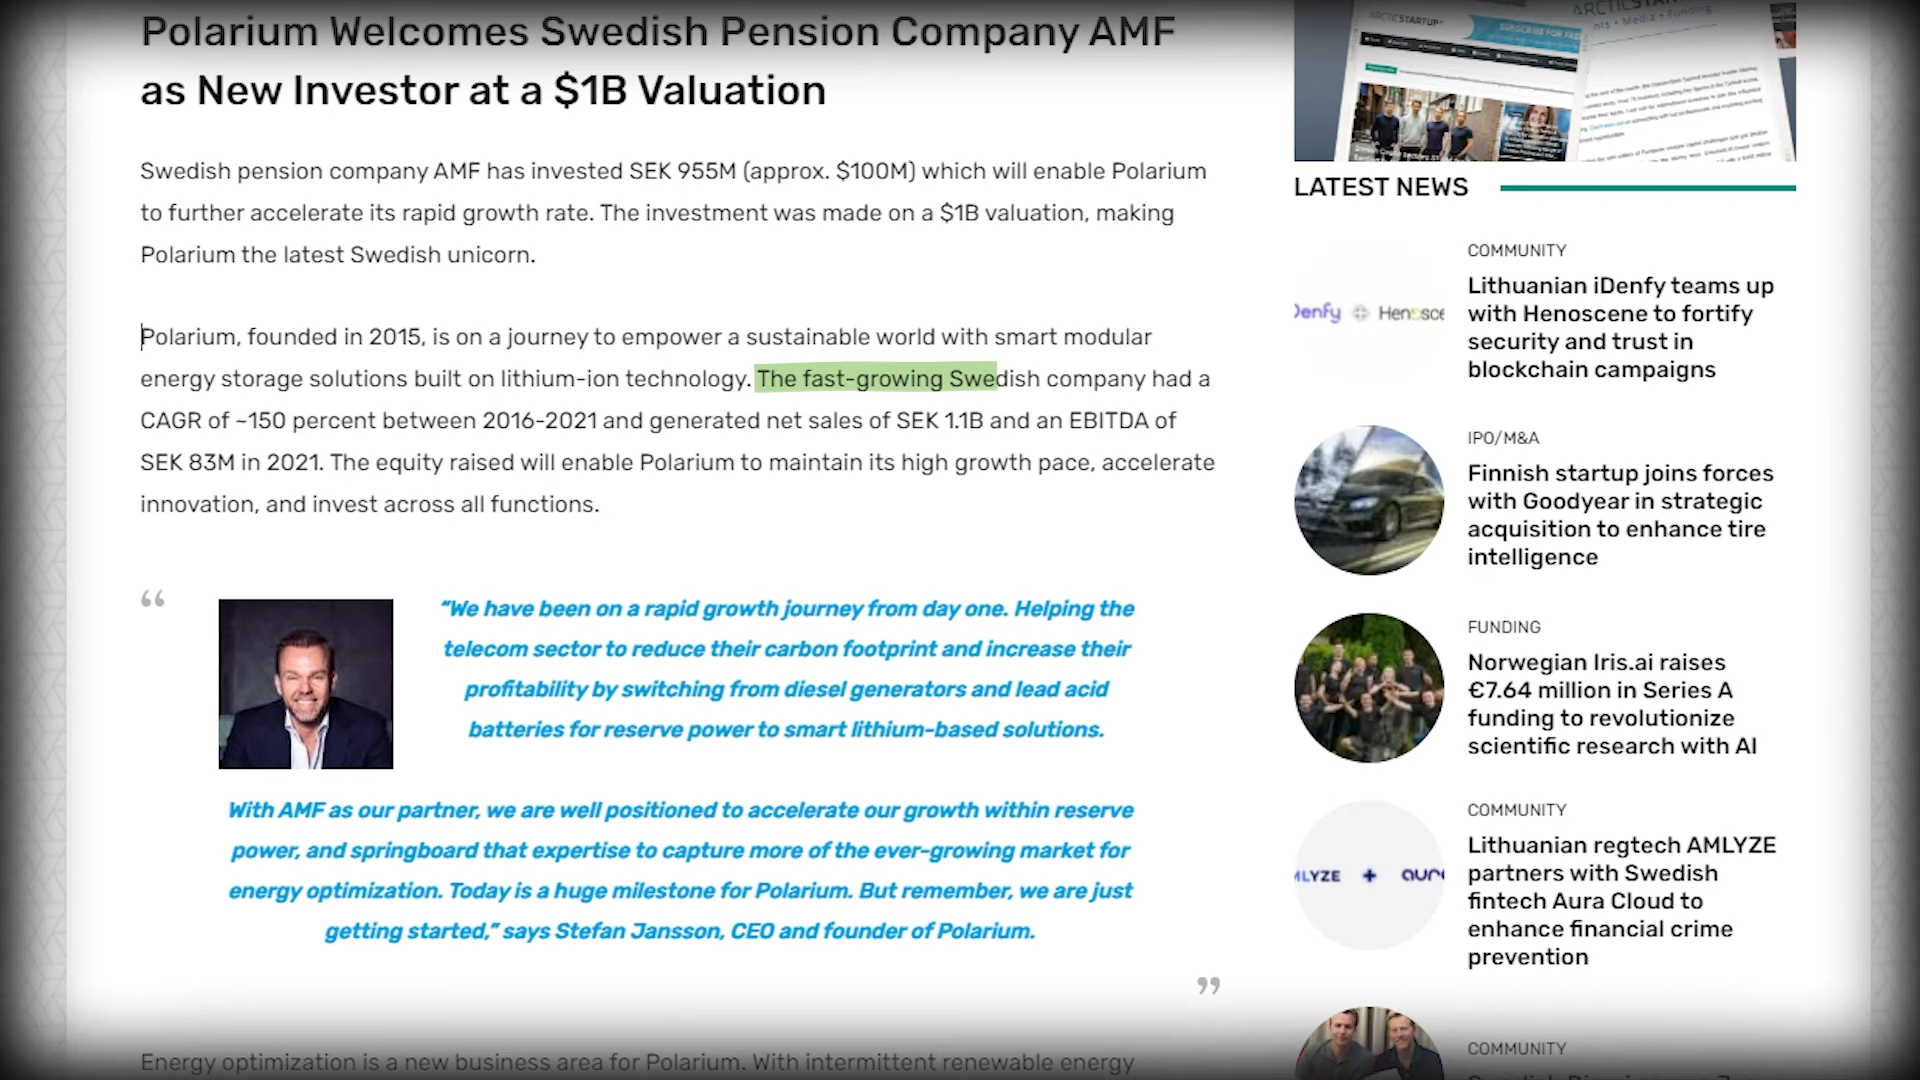 Polarium Welcomes Swedish Pension Company AMF
as New Investor at a $1B Valuation
Swedish pension company AMF has invested SEK 955M (approx. $100M) which will enable Polarium
to further accelerate its rapid growth rate. The investment was made on a $1B valuation, making
Polarium the latest Swedish unicorn.
Polarium, founded in 2015, is on a journey to empower a sustainable world with smart modular
energy storage solutions built on lithium-ion technology. The fast-growing Swedish company had a
CAGR of ~150 percent between 2016-2021 and generated net sales of SEK 1.1B and an EBITDA of
SEK 83M in 2021. The equity raised will enable Polarium to maintain its high growth pace, accelerate
innovation, and invest across all functions.
“
“We have been on a rapid growth journey from day one. Helping the
telecom sector to reduce their carbon footprint and increase their
profitability by switching from diesel generators and lead acid
batteries for reserve power to smart lithium-based solutions.
With AMF as our partner, we are well positioned to accelerate our growth within reserve
power, and springboard that expertise to capture more of the ever-growing market for
energy optimization. Today is a huge milestone for Polarium. But remember, we are just
getting started,” says Stefan Jansson, CEO and founder of Polarium.
”
Energy optimization is a new business area for Polarium. With intermittent renewable energy
ARCTICSTARTUP
SUBSCRIBE FOR FREE
nts • Media • Funding
LATEST NEWS
COMMUNITY
Denfy Henosce
Lithuanian iDenfy teams up
with Henoscene to fortify
security and trust in
blockchain campaigns
IPO/M&A
Finnish startup joins forces
with Goodyear in strategic
acquisition to enhance tire
intelligence
FUNDING
Norwegian Iris.ai raises
€7.64 million in Series A
funding to revolutionize
scientific research with AI
COMMUNITY
MLYZE + aur
Lithuanian regtech AMLYZE
partners with Swedish
fintech Aura Cloud to
enhance financial crime
prevention
COMMUNITY